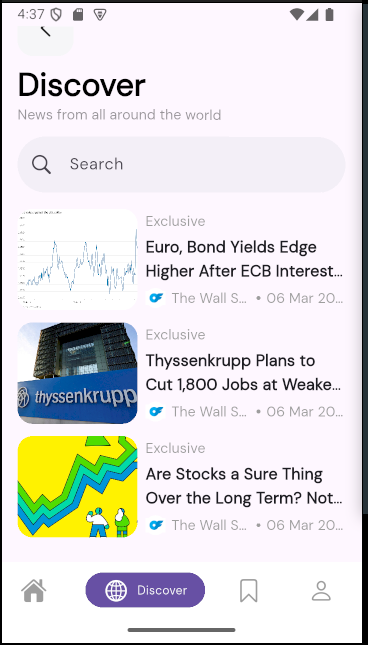 4:37
Discover
News from all around the world
Search
Exclusive
Euro, Bond Yields Edge
Higher After ECB Interest...
The Wall S... • 06 Mar 20...
thyssenkrupp
Exclusive
Thyssenkrupp Plans to
Cut 1,800 Jobs at Weake...
The Wall S... • 06 Mar 20...
Exclusive
Are Stocks a Sure Thing
Over the Long Term? Not...
The Wall S... • 06 Mar 20...
Discover